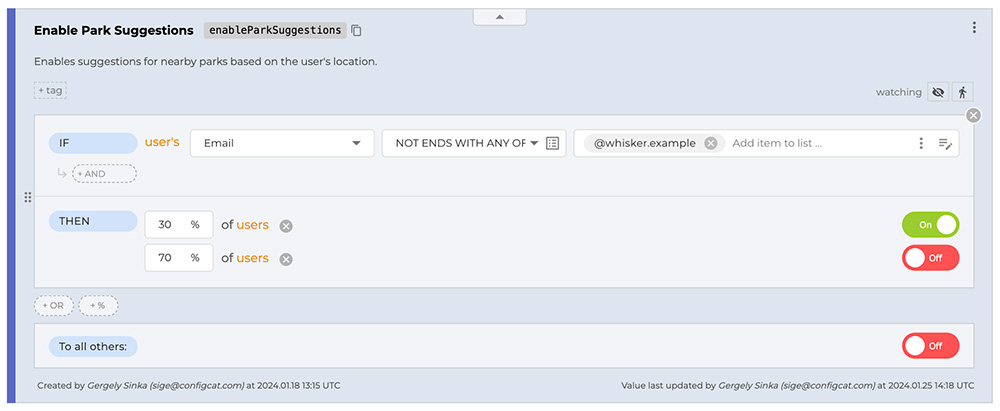 Enable Park Suggestions enableParkSuggestions
Enables suggestions for nearby parks based on the user's location.
+ tag watching
IF user's Email NOT ENDS WITH ANY OF @whisker.example Add item to list ...
+ AND
THEN 30 % of users On
70 % of users Off
+ OR + %
To all others: Off
Created by Gergely Sinka (sige@configcat.com) at 2024.01.18 13:15 UTC Value last updated by Gergely Sinka (sige@configcat.com) at 2024.01.25 14:18 UTC